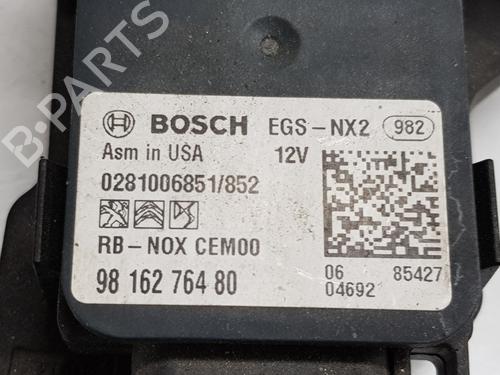 B-PARTS
BOSCH EGS-NX2 982
Asm in USA 12V
0281006851/852
RB-NOX CEM00
98 162 764 80
06 85427
04692